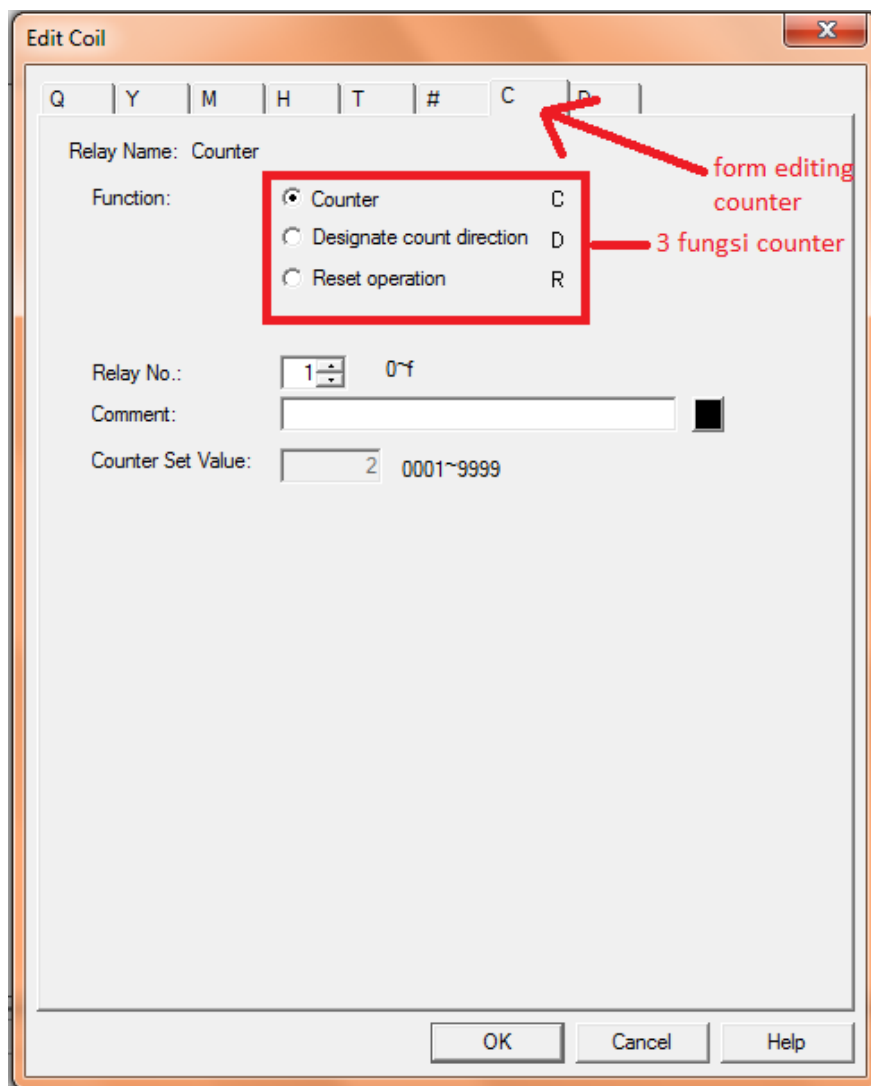 Edit Coil
Q Y M H T # C
Relay Name: Counter
Function:
Counter C
Designate count direction D
Reset operation R
form editing
counter
3 fungsi counter
Relay No.: 1 0~f
Comment:
Counter Set Value: 2 0001~9999
OK Cancel Help